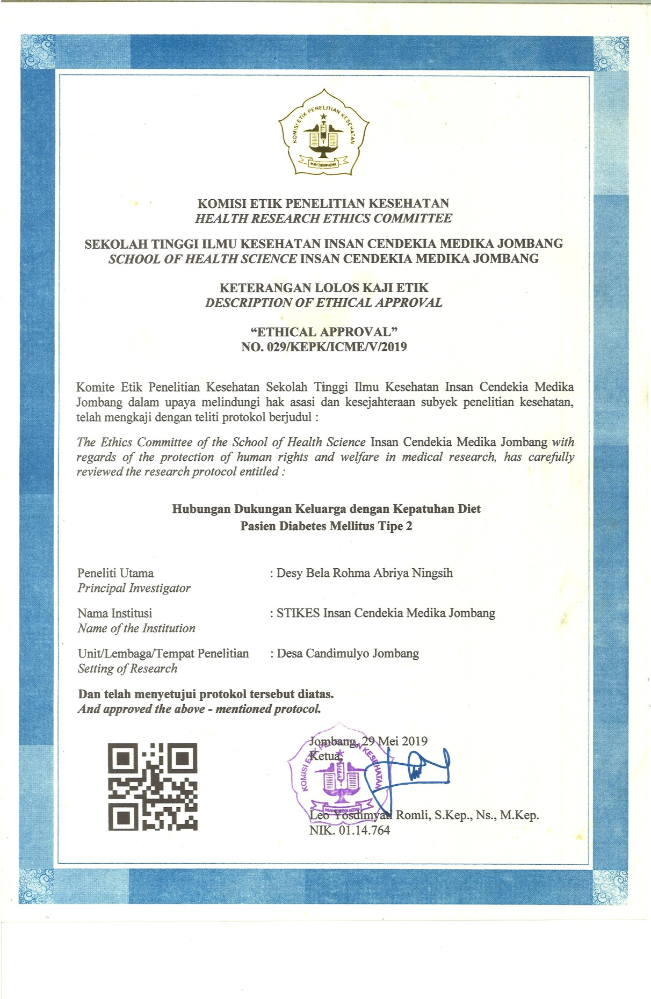 KOMISI ETIK PENELITIAN KESEHATAN
INSAN CENDEKIA MEDIKA
KOMISI ETIK PENELITIAN KESEHATAN
HEALTH RESEARCH ETHICS COMMITTEE
SEKOLAH TINGGI ILMU KESEHATAN INSAN CENDEKIA MEDIKA JOMBANG
SCHOOL OF HEALTH SCIENCE INSAN CENDEKIA MEDIKA JOMBANG
KETERANGAN LOLOS KAJI ETIK
DESCRIPTION OF ETHICAL APPROVAL
“ETHICAL APPROVAL”
NO. 029/KEPK/ICME/V/2019
Komite Etik Penelitian Kesehatan Sekolah Tinggi Ilmu Kesehatan Insan Cendekia Medika
Jombang dalam upaya melindungi hak asasi dan kesejahteraan subyek penelitian kesehatan,
telah mengkaji dengan teliti protokol berjudul :
The Ethics Committee of the School of Health Science Insan Cendekia Medika Jombang with
regards of the protection of human rights and welfare in medical research, has carefully
reviewed the research protocol entitled :
Hubungan Dukungan Keluarga dengan Kepatuhan Diet
Pasien Diabetes Mellitus Tipe 2
Peneliti Utama : Desy Bela Rohma Abriya Ningsih
Principal Investigator
Nama Institusi : STIKES Insan Cendekia Medika Jombang
Name of the Institution
Unit/Lembaga/Tempat Penelitian : Desa Candimulyo Jombang
Setting of Research
Dan telah menyetujui protokol tersebut diatas.
And approved the above - mentioned protocol.
Jombang, 29 Mei 2019
Ketua,
KOMISI ETIK PENELITIAN KESEHATAN
INSAN CENDEKIA MEDIKA
Leo Yosdimyati Romli, S.Kep., Ns., M.Kep.
NIK. 01.14.764